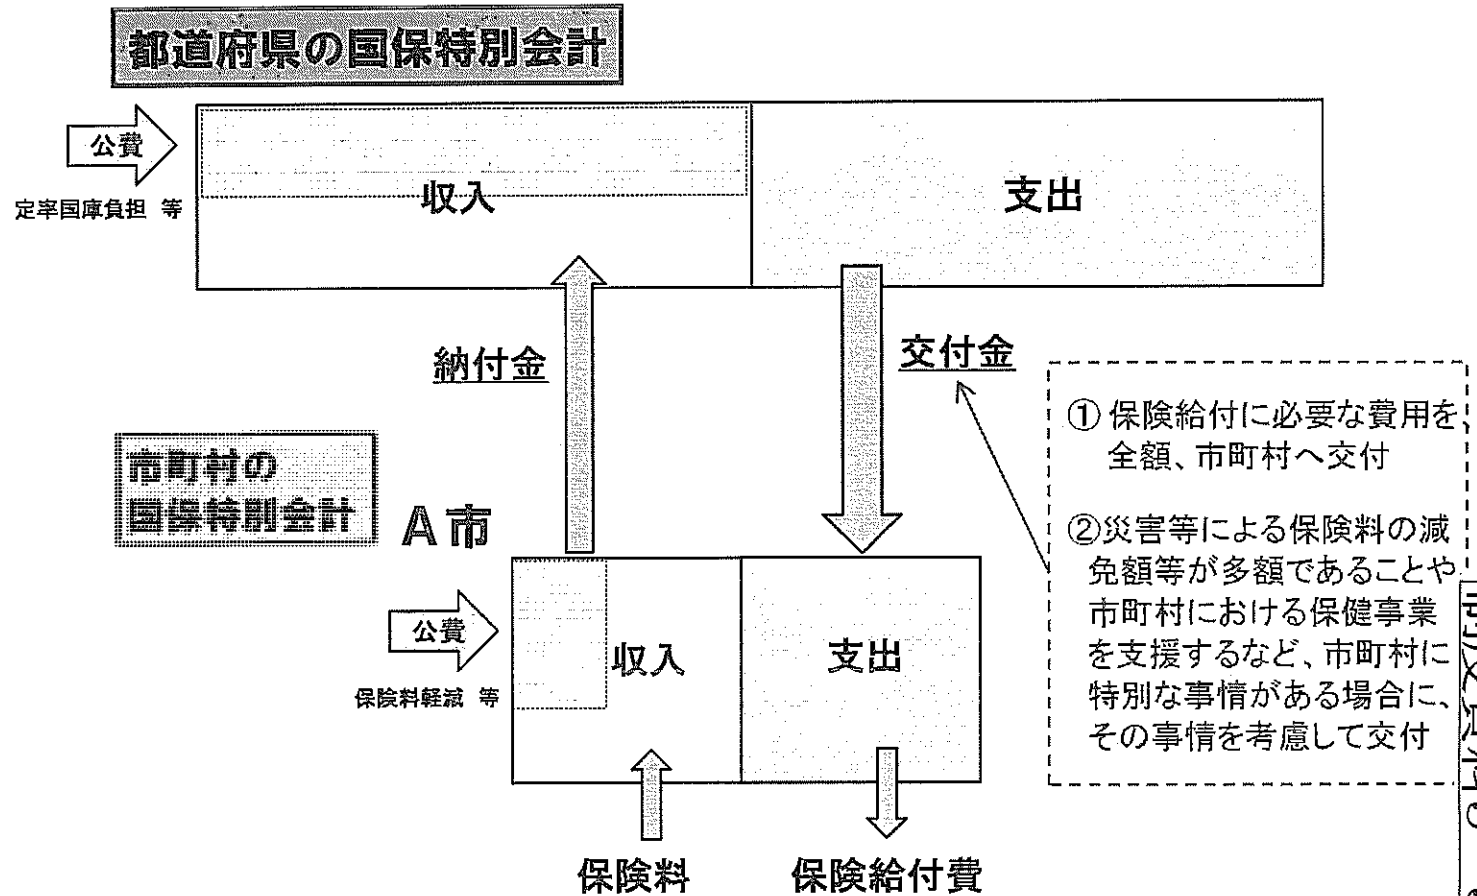 都道府県の国保特別会計
公費
定率国庫負担 等
収入
支出
納付金
交付金
① 保険給付に必要な費用を、
全額、市町村へ交付
②災害等による保険料の減
免額等が多額であることや
市町村における保健事業
を支援するなど、市町村に
特別な事情がある場合に、
その事情を考慮して交付
市町村の
国保特別会計
A市
公費
保険料軽減 等
収入
支出
保険料
保険給付費